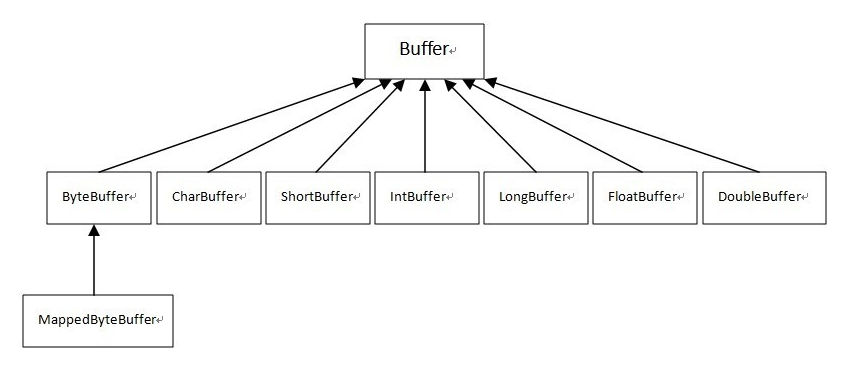 Buffer
ByteBuffer
CharBuffer
ShortBuffer
IntBuffer
LongBuffer
FloatBuffer
DoubleBuffer
MappedByteBuffer